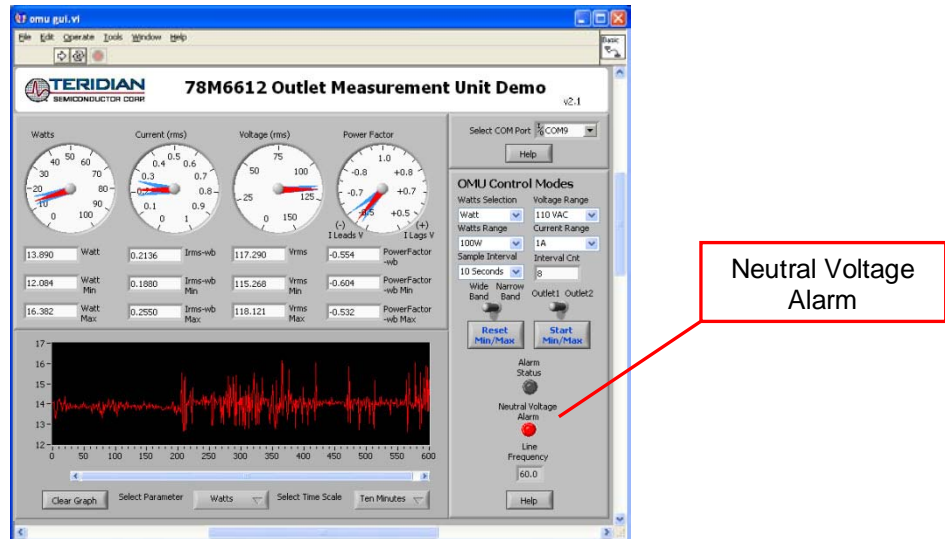 omu gui.vi
File Edit Operate Tools Window Help
Basic
TERIDIAN
SEMICONDUCTOR CORP.
78M6612 Outlet Measurement Unit Demo
v2.1
Watts
Current (rms)
Voltage (rms)
Power Factor
0 10 20 30 40 50 60 70 80 90 100
0 0.1 0.2 0.3 0.4 0.5 0.6 0.7 0.8 0.9 1
0 25 50 75 100 125 150
-0.5 -0.7 -0.8 1.0 +0.8 +0.7 +0.5
(-) (+)
I Leads V I Lags V
13.890 Watt
0.2136 Irms-wb
117.290 Vrms
-0.554 PowerFactor
-wb
12.084 Watt
Min
0.1880 Irms-wb
Min
115.268 Vrms
Min
-0.604 PowerFactor
-wb Min
16.382 Watt
Max
0.2550 Irms-wb
Max
118.121 Vrms
Max
-0.532 PowerFactor
-wb Max
17
16
15
14
13
12
0 50 100 150 200 250 300 350 400 450 500 550 600
Clear Graph
Select Parameter
Watts
Select Time Scale
Ten Minutes
Select COM Port
COM9
Help
OMU Control Modes
Watts Selection Voltage Range
Watt 110 VAC
Watts Range Current Range
100W 1A
Sample Interval Interval Cnt
10 Seconds 8
Wide Narrow
Band Band
Outlet1 Outlet2
Reset
Min/Max
Start
Min/Max
Alarm
Status
Neutral Voltage
Alarm
Line
Frequency
60.0
Help
Neutral Voltage
Alarm